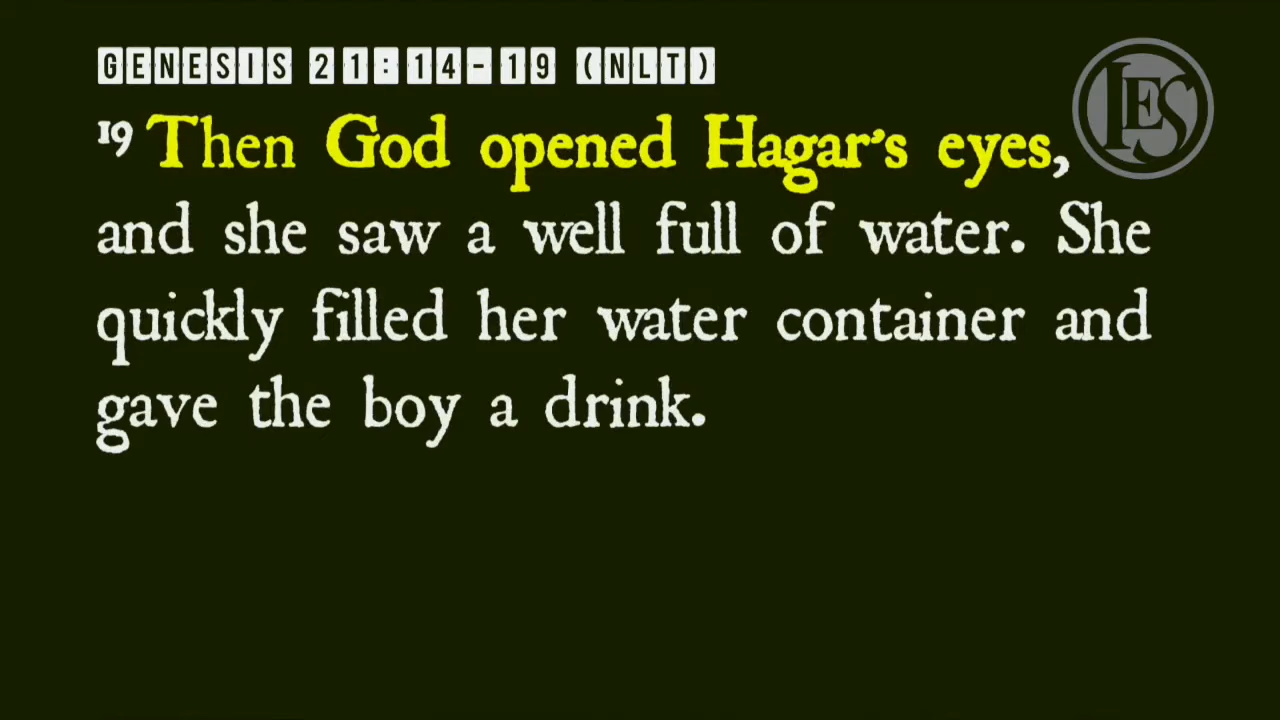 GENESIS 21:14-19 (NLT)
19 Then God opened Hagar's eyes,
and she saw a well full of water. She
quickly filled her water container and
gave the boy a drink.
LES